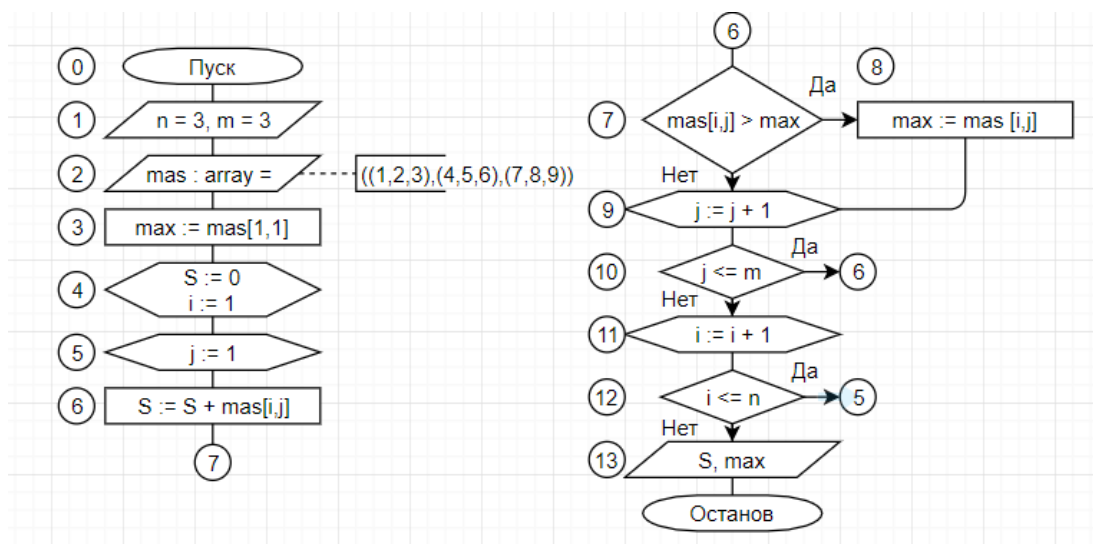 0
Пуск
1
n = 3, m = 3
2
mas : array =
((1,2,3),(4,5,6),(7,8,9))
3
max := mas[1,1]
4
S := 0
i := 1
5
j := 1
6
S := S + mas[i,j]
7
6
7
mas[i,j] > max
Да
8
max := mas [i,j]
Нет
9
j := j + 1
10
j <= m
Да
6
Нет
11
i := i + 1
12
i <= n
Да
5
Нет
13
S, max
Останов